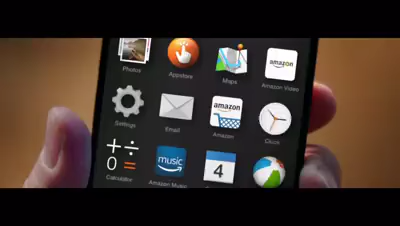 Photos
Appstore
Maps
amazon
Amazon Video
Settings
Email
amazon
Amazon
Clock
music
4
Calculator
Amazon Music